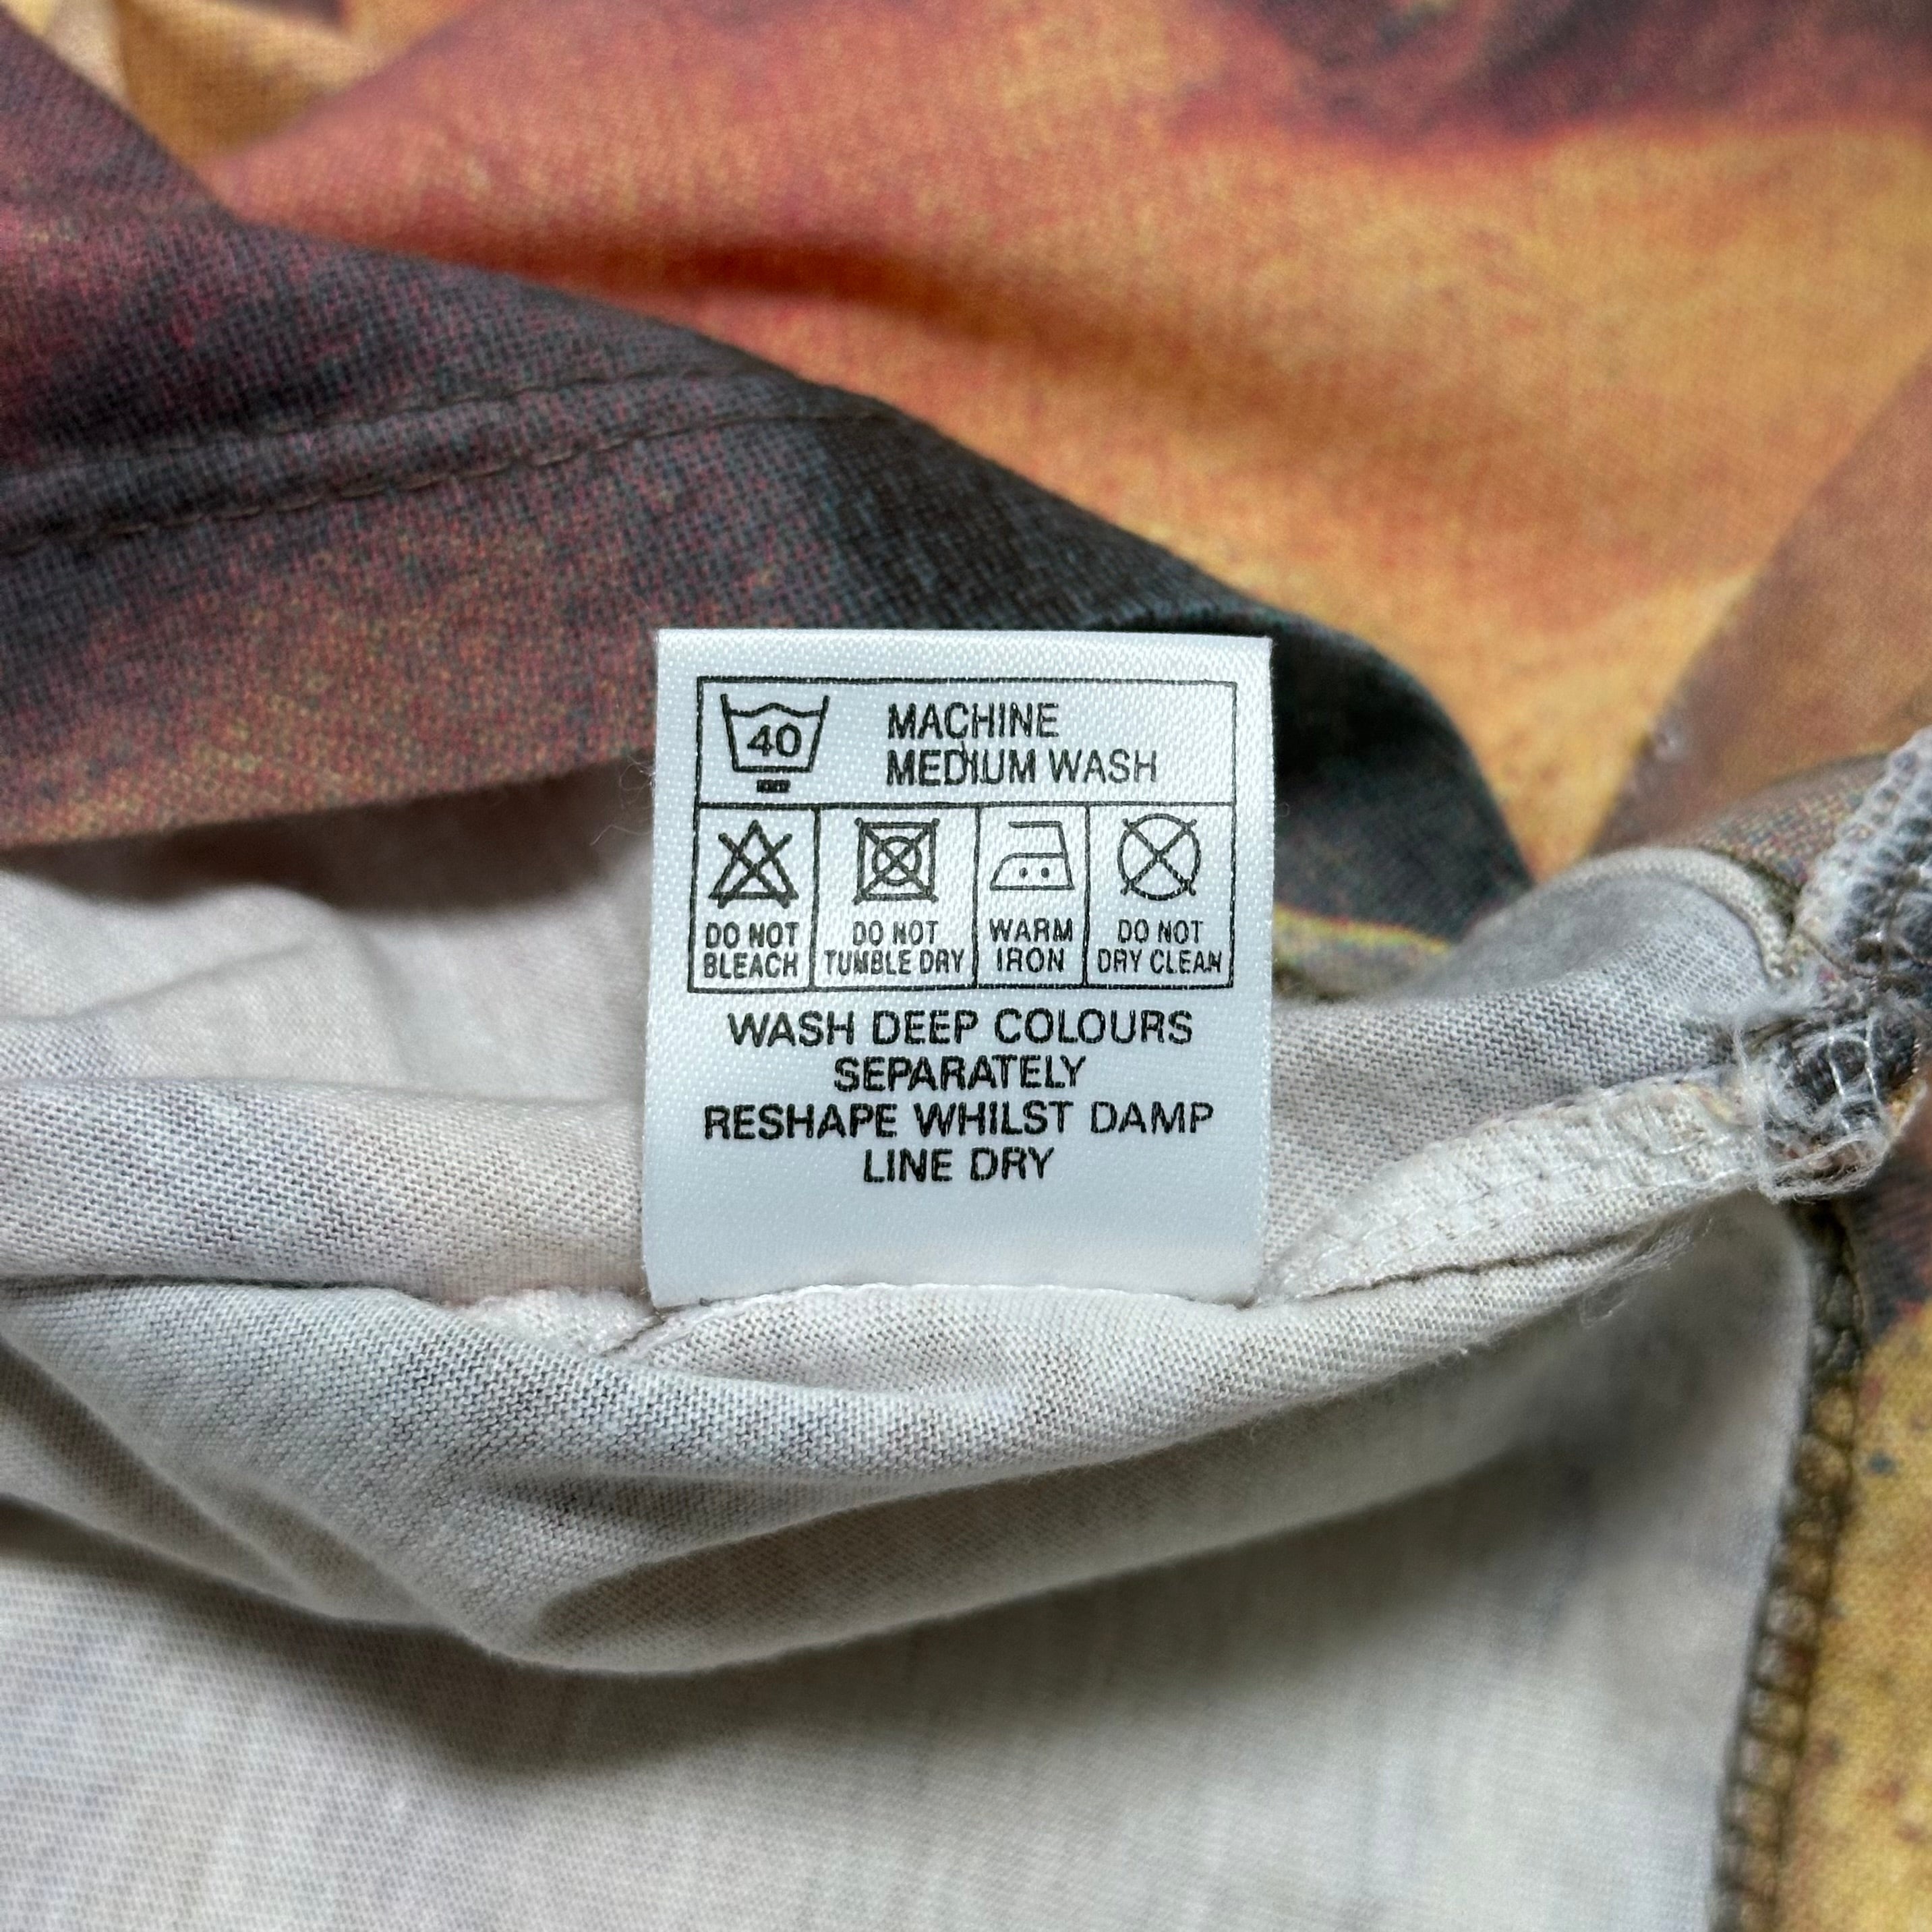 40
MACHINE
MEDIUM WASH
DO NOT
BLEACH
DO NOT
TUMBLE DRY
WARM
IRON
DO NOT
DRY CLEAN
WASH DEEP COLOURS
SEPARATELY
RESHAPE WHILST DAMP
LINE DRY